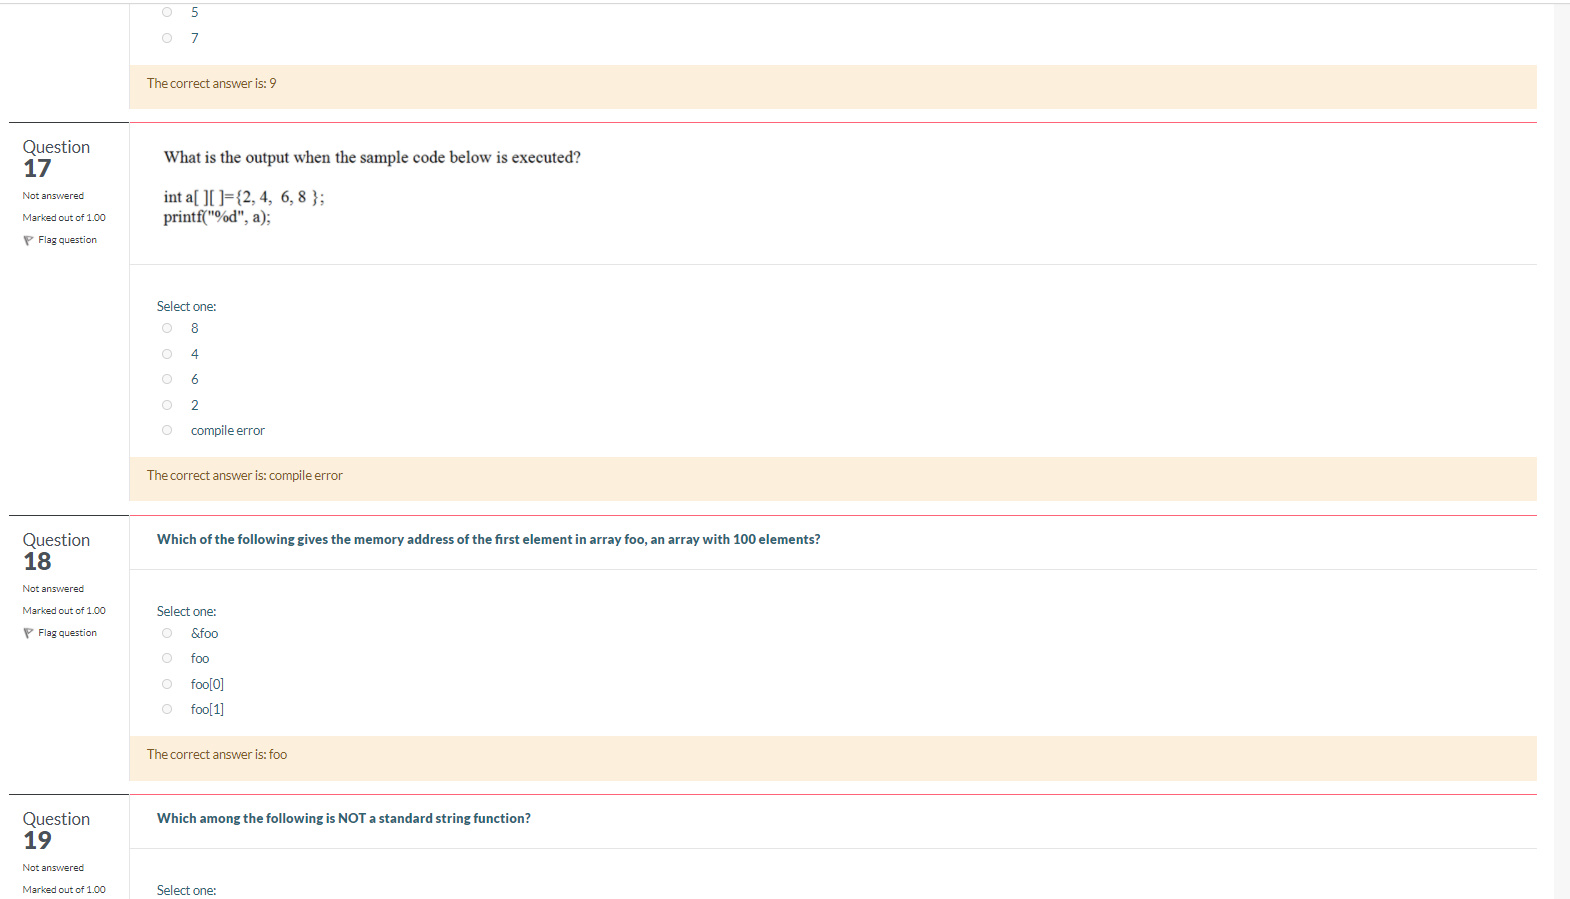 5
7
The correct answer is: 9
Question
17
Not answered
Marked out of 1.00
Flag question
What is the output when the sample code below is executed?
int a[ ][ ]={2, 4,  6, 8 };
printf("%d", a);
Select one:
8
4
6
2
compile error
The correct answer is: compile error
Question
18
Not answered
Marked out of 1.00
Flag question
Which of the following gives the memory address of the first element in array foo, an array with 100 elements?
Select one:
&foo
foo
foo[0]
foo[1]
The correct answer is: foo
Question
19
Not answered
Marked out of 1.00
Which among the following is NOT a standard string function?
Select one: